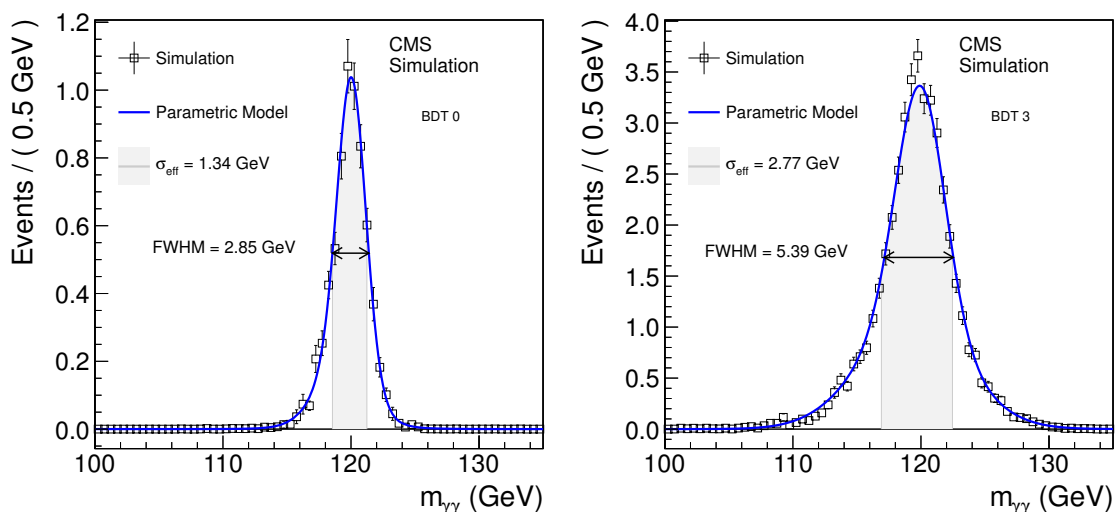 Events / ( 0.5 GeV )
1.2
1.0
0.8
0.6
0.4
0.2
0.0
Simulation
Parametric Model
σeff = 1.34 GeV
FWHM = 2.85 GeV
CMS
Simulation
BDT 0
100 110 120 130
mγγ (GeV)
Events / ( 0.5 GeV )
4.0
3.5
3.0
2.5
2.0
1.5
1.0
0.5
0.0
Simulation
Parametric Model
σeff = 2.77 GeV
FWHM = 5.39 GeV
CMS
Simulation
BDT 3
100 110 120 130
mγγ (GeV)